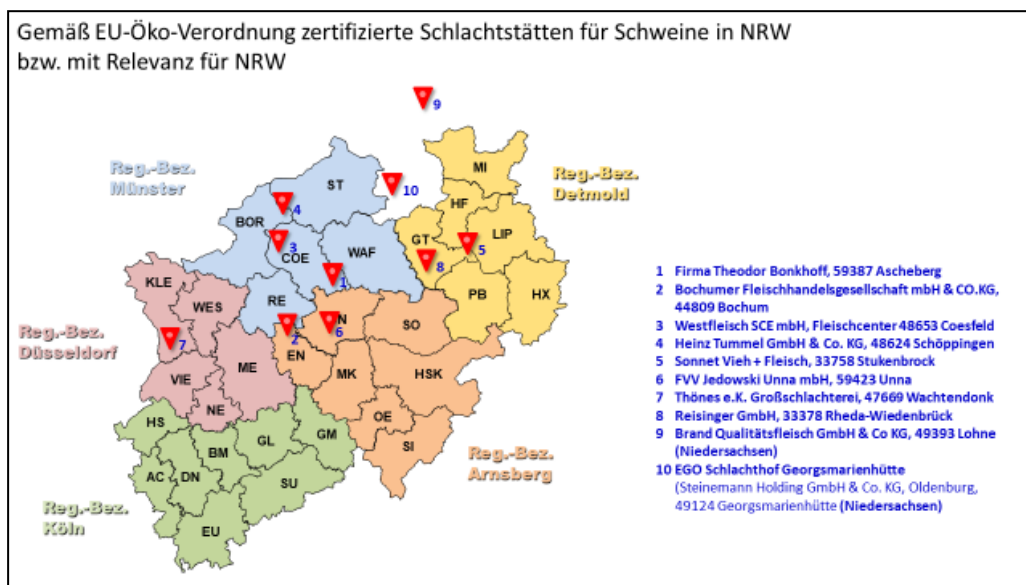 Gemäß EU-Öko-Verordnung zertifizierte Schlachtstätten für Schweine in NRW
bzw. mit Relevanz für NRW
9
MI
Reg.-Bez.
Münster
ST
10
Reg.-Bez.
Detmold
4
HF
BOR
LIP
3
COE
WAF
GT
5
8
KLE
1
PB
HX
WES
RE
N
SO
Reg.-Bez.
Düsseldorf
7
2
6
EN
ME
HSK
VIE
MK
NE
OE
HS
GM
GL
BM
SI
Reg.-Bez.
Arnsberg
AC
DN
SU
Reg.-Bez.
Köln
EU
1 Firma Theodor Bonkhoff, 59387 Ascheberg
2 Bochumer Fleischhandelsgesellschaft mbH & CO.KG,
44809 Bochum
3 Westfleisch SCE mbH, Fleischcenter 48653 Coesfeld
4 Heinz Tummel GmbH & Co. KG, 48624 Schöppingen
5 Sonnet Vieh + Fleisch, 33758 Stukenbrock
6 FVV Jedowski Unna mbH, 59423 Unna
7 Thönes e.K. Großschlachterei, 47669 Wachtendonk
8 Reisinger GmbH, 33378 Rheda-Wiedenbrück
9 Brand Qualitätsfleisch GmbH & Co KG, 49393 Lohne
(Niedersachsen)
10 EGO Schlachthof Georgsmarienhütte
(Steinemann Holding GmbH & Co. KG, Oldenburg,
49124 Georgsmarienhütte (Niedersachsen)